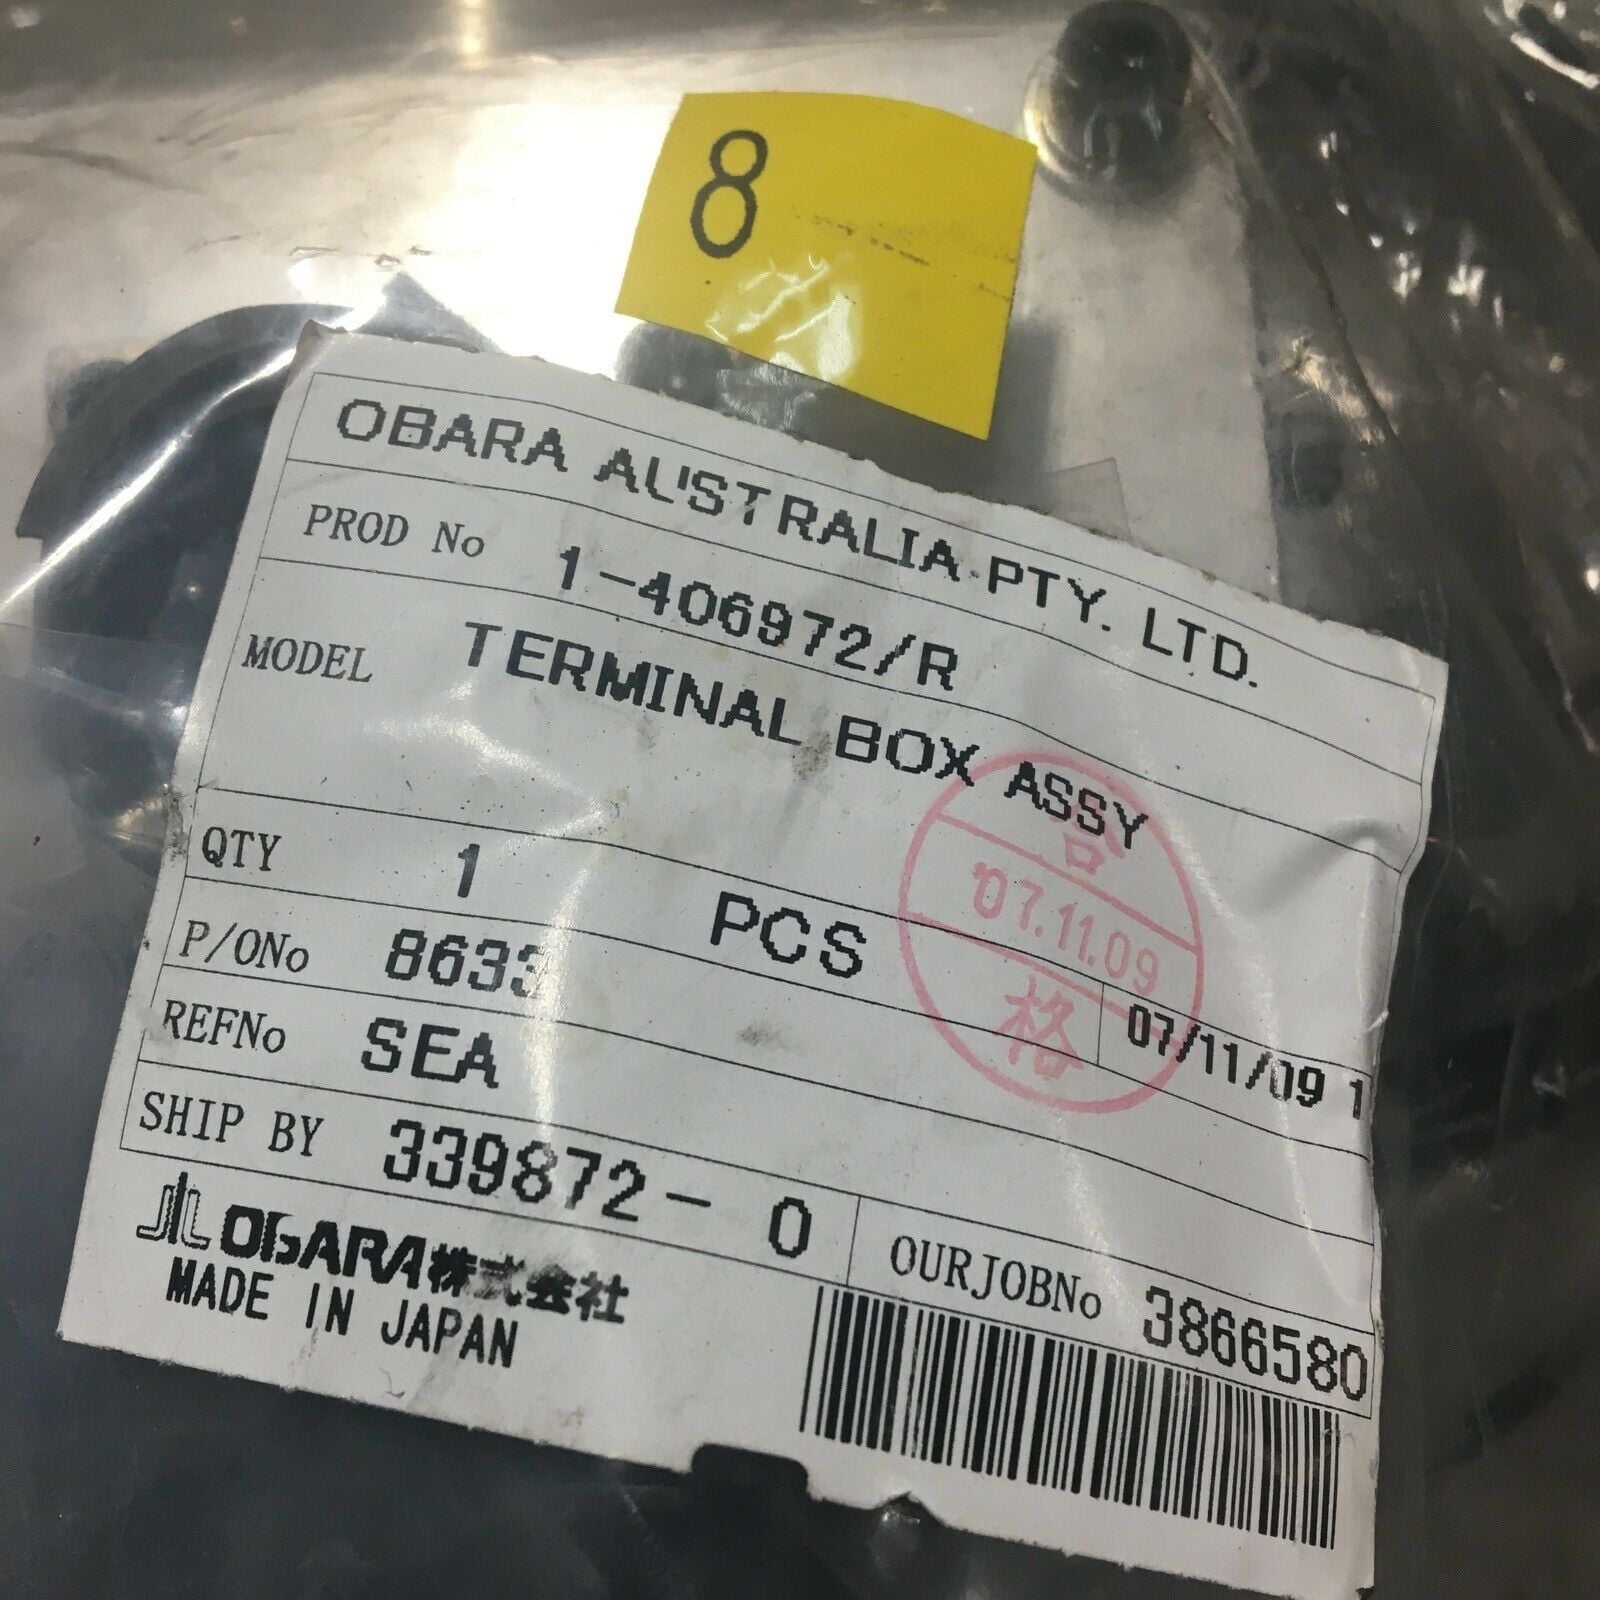 8
OBARA AUSTRALIA PTY. LTD.
PROD No 1-406972/R
MODEL TERMINAL BOX ASSY
QTY 1 PCS
合
'07.11.09
格
P/ONo 8633
07/11/09 1
REFNo SEA
SHIP BY 339872- 0
OURJOBNo 3866580
OBARA株式会社
MADE IN JAPAN